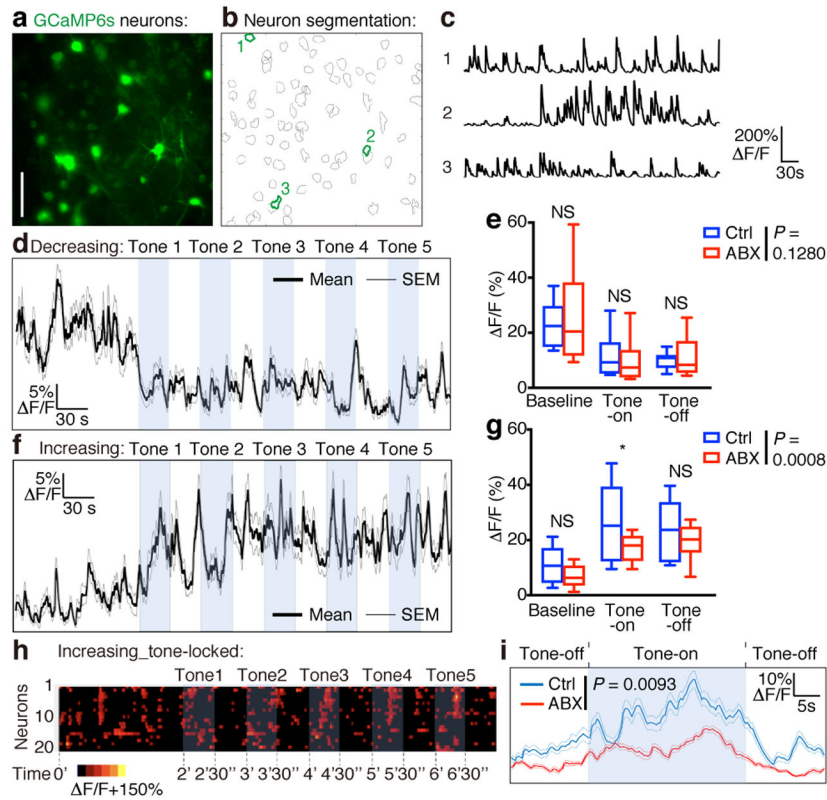 a GCaMP6s neurons:
b Neuron segmentation:
1
2
3
c
1
2
3
200%
ΔF/F
30s
d Decreasing: Tone 1 Tone 2 Tone 3 Tone 4 Tone 5
Mean SEM
5%
ΔF/F
30 s
e
60
40
20
0
ΔF/F (%)
NS
NS
NS
Ctrl
ABX
P =
0.1280
Baseline Tone Tone
-on -off
f Increasing: Tone 1 Tone 2 Tone 3 Tone 4 Tone 5
5%
ΔF/F
30 s
Mean SEM
g
60
40
20
0
ΔF/F (%)
NS
*
NS
Ctrl
ABX
P =
0.0008
Baseline Tone Tone
-on -off
h Increasing_tone-locked:
Tone1 Tone2 Tone3 Tone4 Tone5
Neurons
1
10
20
Time 0' 2' 2'30'' 3' 3'30'' 4' 4'30'' 5' 5'30'' 6' 6'30''
ΔF/F+150%
i Tone-off Tone-on Tone-off
Ctrl
ABX
P = 0.0093
10%
ΔF/F
5s